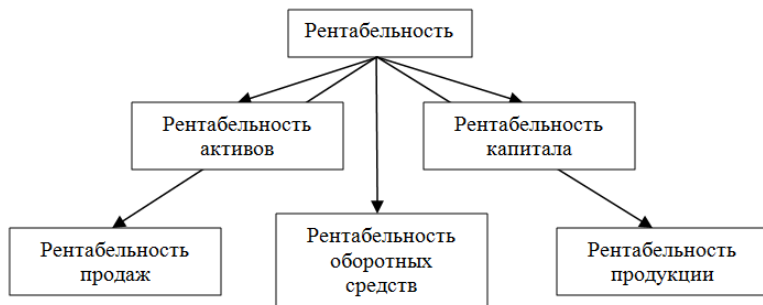 Рентабельность
Рентабельность
активов
Рентабельность
капитала
Рентабельность
продаж
Рентабельность
оборотных
средств
Рентабельность
продукции